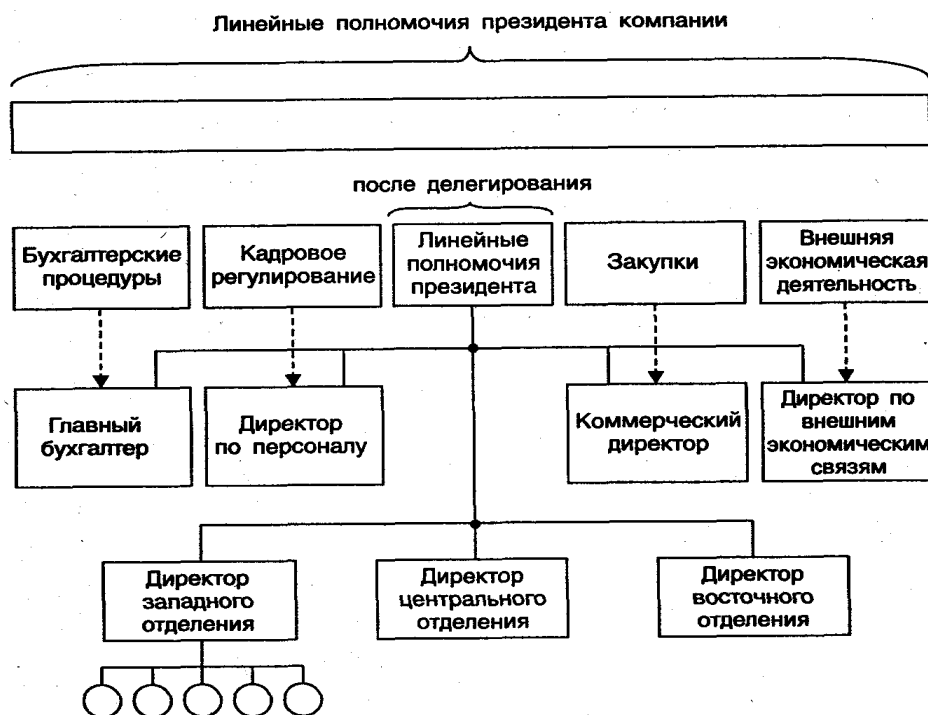 Линейные полномочия президента компании
после делегирования
Бухгалтерские
процедуры
Кадровое
регулирование
Линейные
полномочия
президента
Закупки
Внешняя
экономическая
деятельность
Главный
бухгалтер
Директор
по персоналу
Коммерческий
директор
Директор по
внешним
экономическим
связям
Директор
западного
отделения
Директор
центрального
отделения
Директор
восточного
отделения